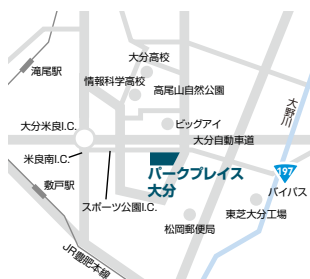 大分高校
滝尾駅
情報科学高校
高尾山自然公園
大野川
大分米良I.C.
ビッグアイ
大分自動車道
米良南I.C.
パークプレイス
大分
197
バイパス
敷戸駅
スポーツ公園I.C.
東芝大分工場
松岡郵便局
JR豊肥本線